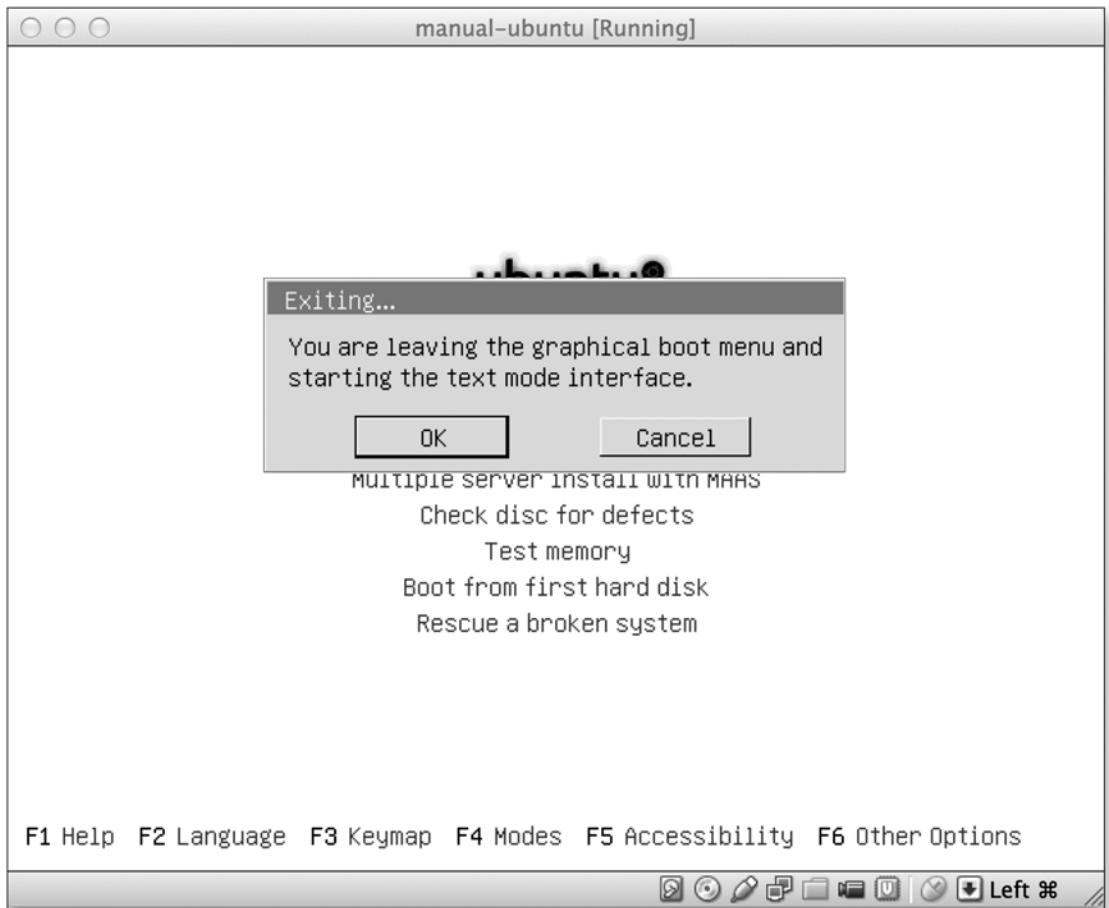 manual-ubuntu [Running]
ubuntu
Exiting...
You are leaving the graphical boot menu and
starting the text mode interface.
OK Cancel
Multiple server install with MAAS
Check disc for defects
Test memory
Boot from first hard disk
Rescue a broken system
F1 Help F2 Language F3 Keymap F4 Modes F5 Accessibility F6 Other Options
Left ⌘